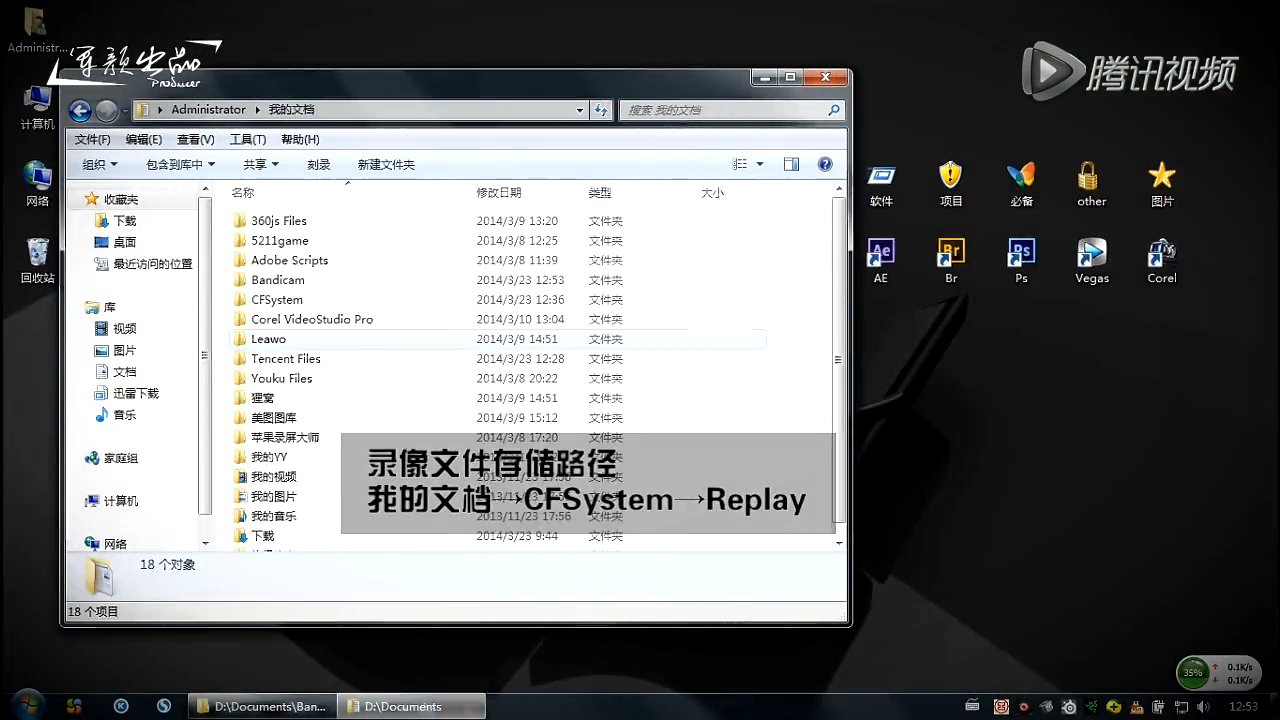 Administr...
军颜出品
Producer
腾讯视频
计算机
网络
回收站
Administrator
我的文档
搜索 我的文档
文件(F)
编辑(E)
查看(V)
工具(T)
帮助(H)
组织
包含到库中
共享
刻录
新建文件夹
收藏夹
下载
桌面
最近访问的位置
库
视频
图片
文档
迅雷下载
音乐
家庭组
计算机
网络
名称
修改日期
类型
大小
360js Files 2014/3/9 13:20 文件夹
5211game 2014/3/8 12:25 文件夹
Adobe Scripts 2014/3/8 11:39 文件夹
Bandicam 2014/3/23 12:53 文件夹
CFSystem 2014/3/23 12:36 文件夹
Corel VideoStudio Pro 2014/3/10 13:04 文件夹
Leawo 2014/3/9 14:51 文件夹
Tencent Files 2014/3/23 12:28 文件夹
Youku Files 2014/3/8 20:22 文件夹
狸窝 2014/3/9 14:51 文件夹
美图图库 2014/3/9 15:12 文件夹
苹果录屏大师 2014/3/8 17:20 文件夹
我的YY
我的视频
我的图片
我的音乐 2013/11/23 17:56 文件夹
下载 2014/3/23 9:44 文件夹
录像文件存储路径
我的文档→CFSystem→Replay
18 个对象
18 个项目
软件
项目
必备
other
图片
Ae
Br
Ps
AE
Br
Ps
Vegas
Corel
35%
0.1K/s
0.1K/s
D:\Documents\Ban...
D:\Documents
12:53